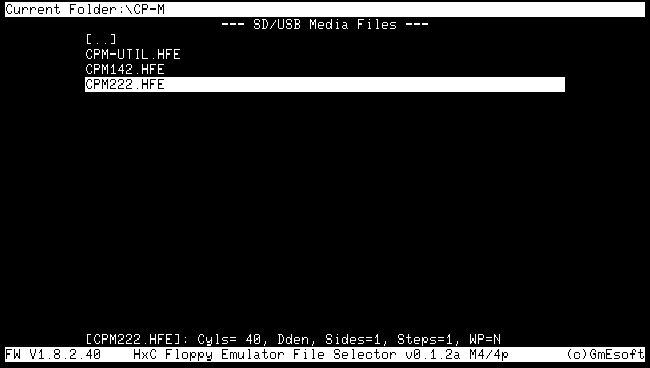 Current Folder:\CP-M
--- SD/USB Media Files ---
[..]
CPM-UTIL.HFE
CPM142.HFE
CPM222.HFE
[CPM222.HFE]: Cyls= 40, Dden, Sides=1, Steps=1, WP=N
FW V1.8.2.40 HxC Floppy Emulator File Selector v0.1.2a M4/4p (c)GmEsoft